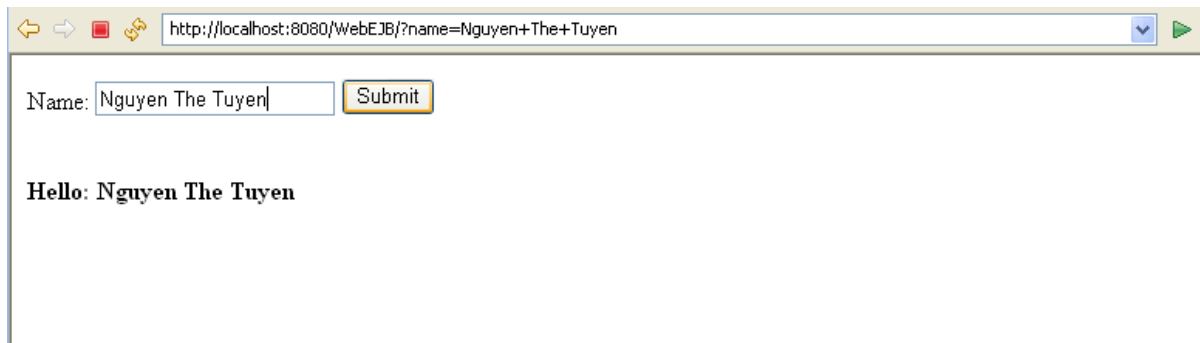 http://localhost:8080/WebEJB/?name=Nguyen+The+Tuyen
Name: Nguyen The Tuyen Submit
Hello: Nguyen The Tuyen